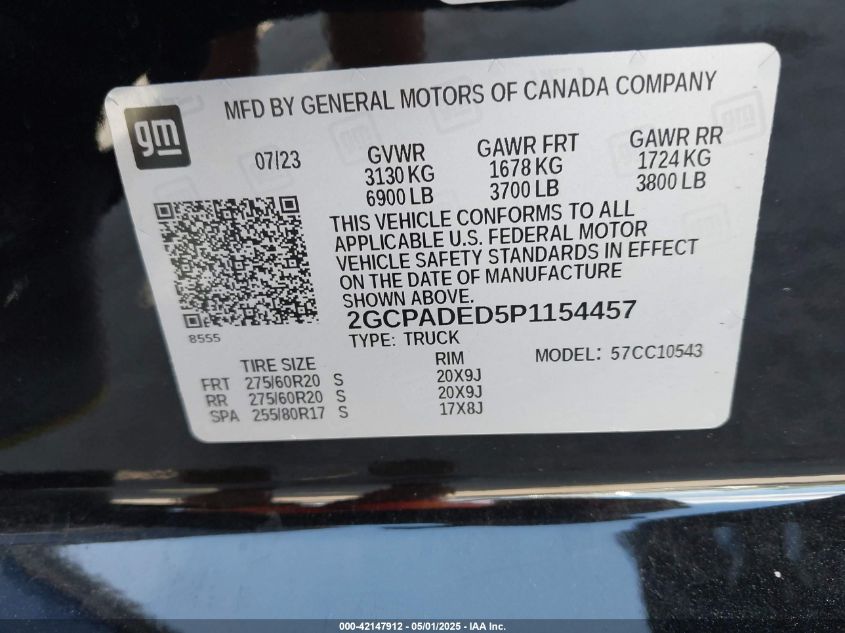 MFD BY GENERAL MOTORS OF CANADA COMPANY
gm
07/23
GVWR
3130 KG
6900 LB
GAWR FRT
1678 KG
3700 LB
GAWR RR
1724 KG
3800 LB
THIS VEHICLE CONFORMS TO ALL
APPLICABLE U.S. FEDERAL MOTOR
VEHICLE SAFETY STANDARDS IN EFFECT
ON THE DATE OF MANUFACTURE
SHOWN ABOVE.
2GCPADED5P1154457
8555
TYPE: TRUCK
MODEL: 57CC10543
TIRE SIZE RIM
FRT 275/60R20 S 20X9J
RR 275/60R20 S 20X9J
SPA 255/80R17 S 17X8J
000-42147912 - 05/01/2025 - IAA Inc.